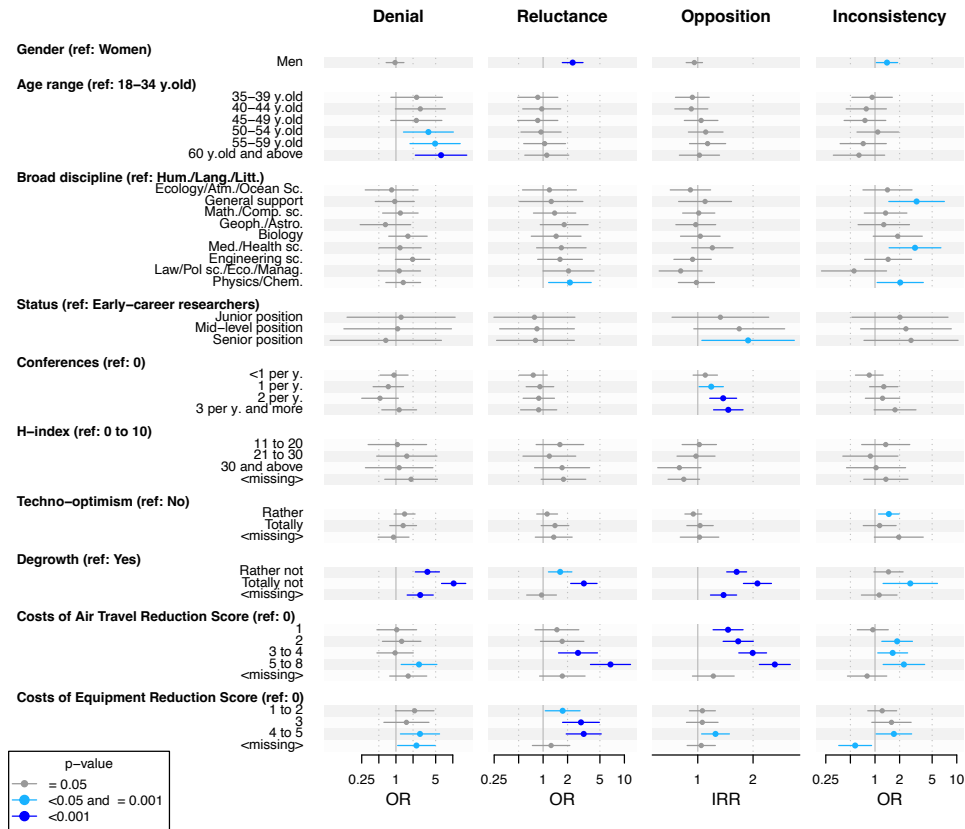 Denial Reluctance Opposition Inconsistency
Gender (ref: Women)
Men
Age range (ref: 18−34 y.old)
35−39 y.old
40−44 y.old
45−49 y.old
50−54 y.old
55−59 y.old
60 y.old and above
Broad discipline (ref: Hum./Lang./Litt.)
Ecology/Atm./Ocean Sc.
General support
Math./Comp. sc.
Geoph./Astro.
Biology
Med./Health sc.
Engineering sc.
Law/Pol sc./Eco./Manag.
Physics/Chem.
Status (ref: Early−career researchers)
Junior position
Mid−level position
Senior position
Conferences (ref: 0)
<1 per y.
1 per y.
2 per y.
3 per y. and more
H−index (ref: 0 to 10)
11 to 20
21 to 30
30 and above
<missing>
Techno−optimism (ref: No)
Rather
Totally
<missing>
Degrowth (ref: Yes)
Rather not
Totally not
<missing>
Costs of Air Travel Reduction Score (ref: 0)
1
2
3 to 4
5 to 8
<missing>
Costs of Equipment Reduction Score (ref: 0)
1 to 2
3
4 to 5
<missing>
0.25 1 5 0.25 1 2 5 10 1 2 0.25 1 2 5 10
OR OR IRR OR
p−value
= 0.05
<0.05 and = 0.001
<0.001